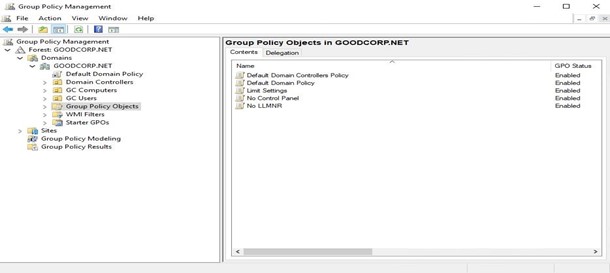 Group Policy Management
File Action View Window Help
Group Policy Management
Forest: GOODCORP.NET
Domains
GOODCORP.NET
Default Domain Policy
Domain Controllers
GC Computers
GC Users
Group Policy Objects
WMI Filters
Starter GPOs
Sites
Group Policy Modeling
Group Policy Results
Group Policy Objects in GOODCORP.NET
Contents Delegation
Name GPO Status
Default Domain Controllers Policy Enabled
Default Domain Policy Enabled
Limit Settings Enabled
No Control Panel Enabled
No LLMNR Enabled